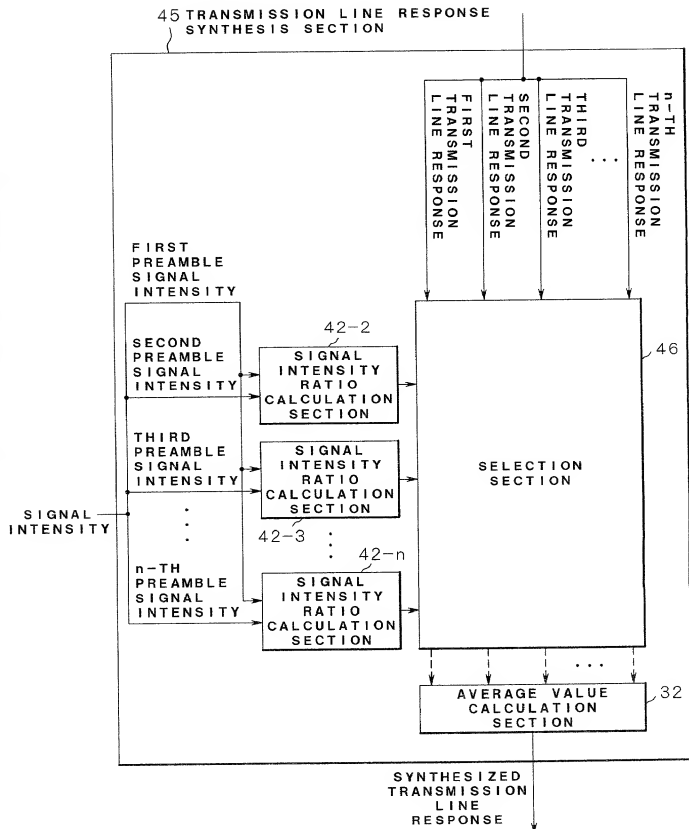 45 TRANSMISSION LINE RESPONSE
SYNTHESIS SECTION
FIRST
TRANSMISSION
LINE RESPONSE
SECOND
TRANSMISSION
LINE RESPONSE
THIRD
TRANSMISSION
LINE RESPONSE
...
n-TH
TRANSMISSION
LINE RESPONSE
FIRST
PREAMBLE
SIGNAL
INTENSITY
SECOND
PREAMBLE
SIGNAL
INTENSITY
42-2
SIGNAL
INTENSITY
RATIO
CALCULATION
SECTION
46
THIRD
PREAMBLE
SIGNAL
INTENSITY
SIGNAL
INTENSITY
RATIO
CALCULATION
SECTION
42-3
SELECTION
SECTION
SIGNAL
INTENSITY
n-TH
PREAMBLE
SIGNAL
INTENSITY
42-n
SIGNAL
INTENSITY
RATIO
CALCULATION
SECTION
...
AVERAGE VALUE
CALCULATION
SECTION
32
SYNTHESIZED
TRANSMISSION
LINE
RESPONSE